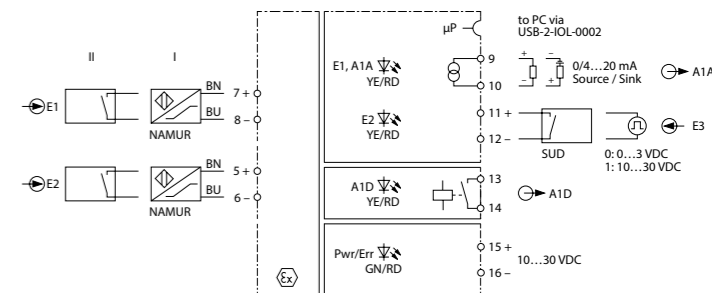 to PC via
USB-2-IOL-0002
µP
II
I
E1, A1A
YE/RD
9
10
+ –
– +
0/4…20 mA
Source / Sink
A1A
E1
BN
BU
7 +
8 –
NAMUR
E2
YE/RD
11 +
12 –
SUD
E3
0: 0…3 VDC
1: 10…30 VDC
E2
BN
BU
5 +
6 –
NAMUR
A1D
YE/RD
13
14
A1D
Pwr/Err
GN/RD
15 +
16 –
10…30 VDC
Ex